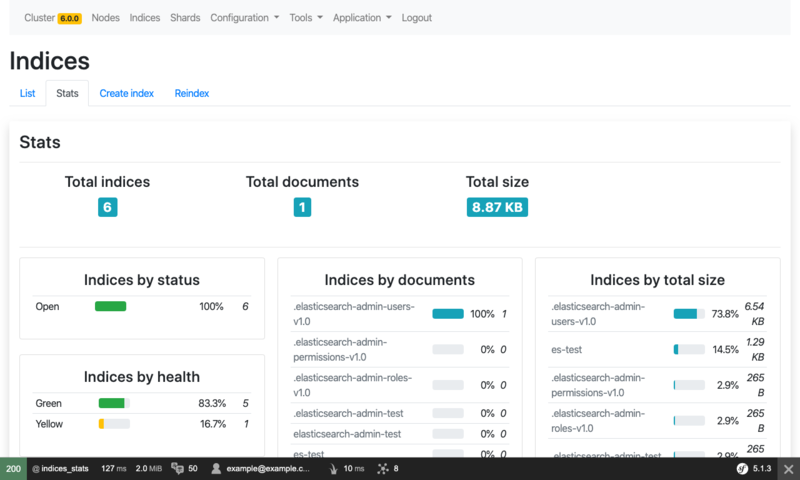 Cluster 6.0.0 Nodes Indices Shards Configuration Tools Application Logout
Indices
List Stats Create index Reindex
Stats
Total indices Total documents Total size
6 1 8.87 KB
Indices by status
Open 100% 6
Indices by health
Green 83.3% 5
Yellow 16.7% 1
Indices by documents
.elasticsearch-admin-users-
v1.0 100% 1
.elasticsearch-admin-
permissions-v1.0 0% 0
.elasticsearch-admin-roles-
v1.0 0% 0
.elasticsearch-admin-test 0% 0
elasticsearch-admin-test 0% 0
es-test 0% 0
Indices by total size
.elasticsearch-admin-
users-v1.0 73.8% 6.54
KB
es-test 14.5% 1.29
KB
.elasticsearch-admin-
permissions-v1.0 2.9% 265
B
.elasticsearch-admin-
roles-v1.0 2.9% 265
B
.elasticsearch-admin-test 2.9% 265
200 @ indices_stats 127 ms 2.0 MiB 50 example@example.c... 10 ms 8 sf 5.1.3